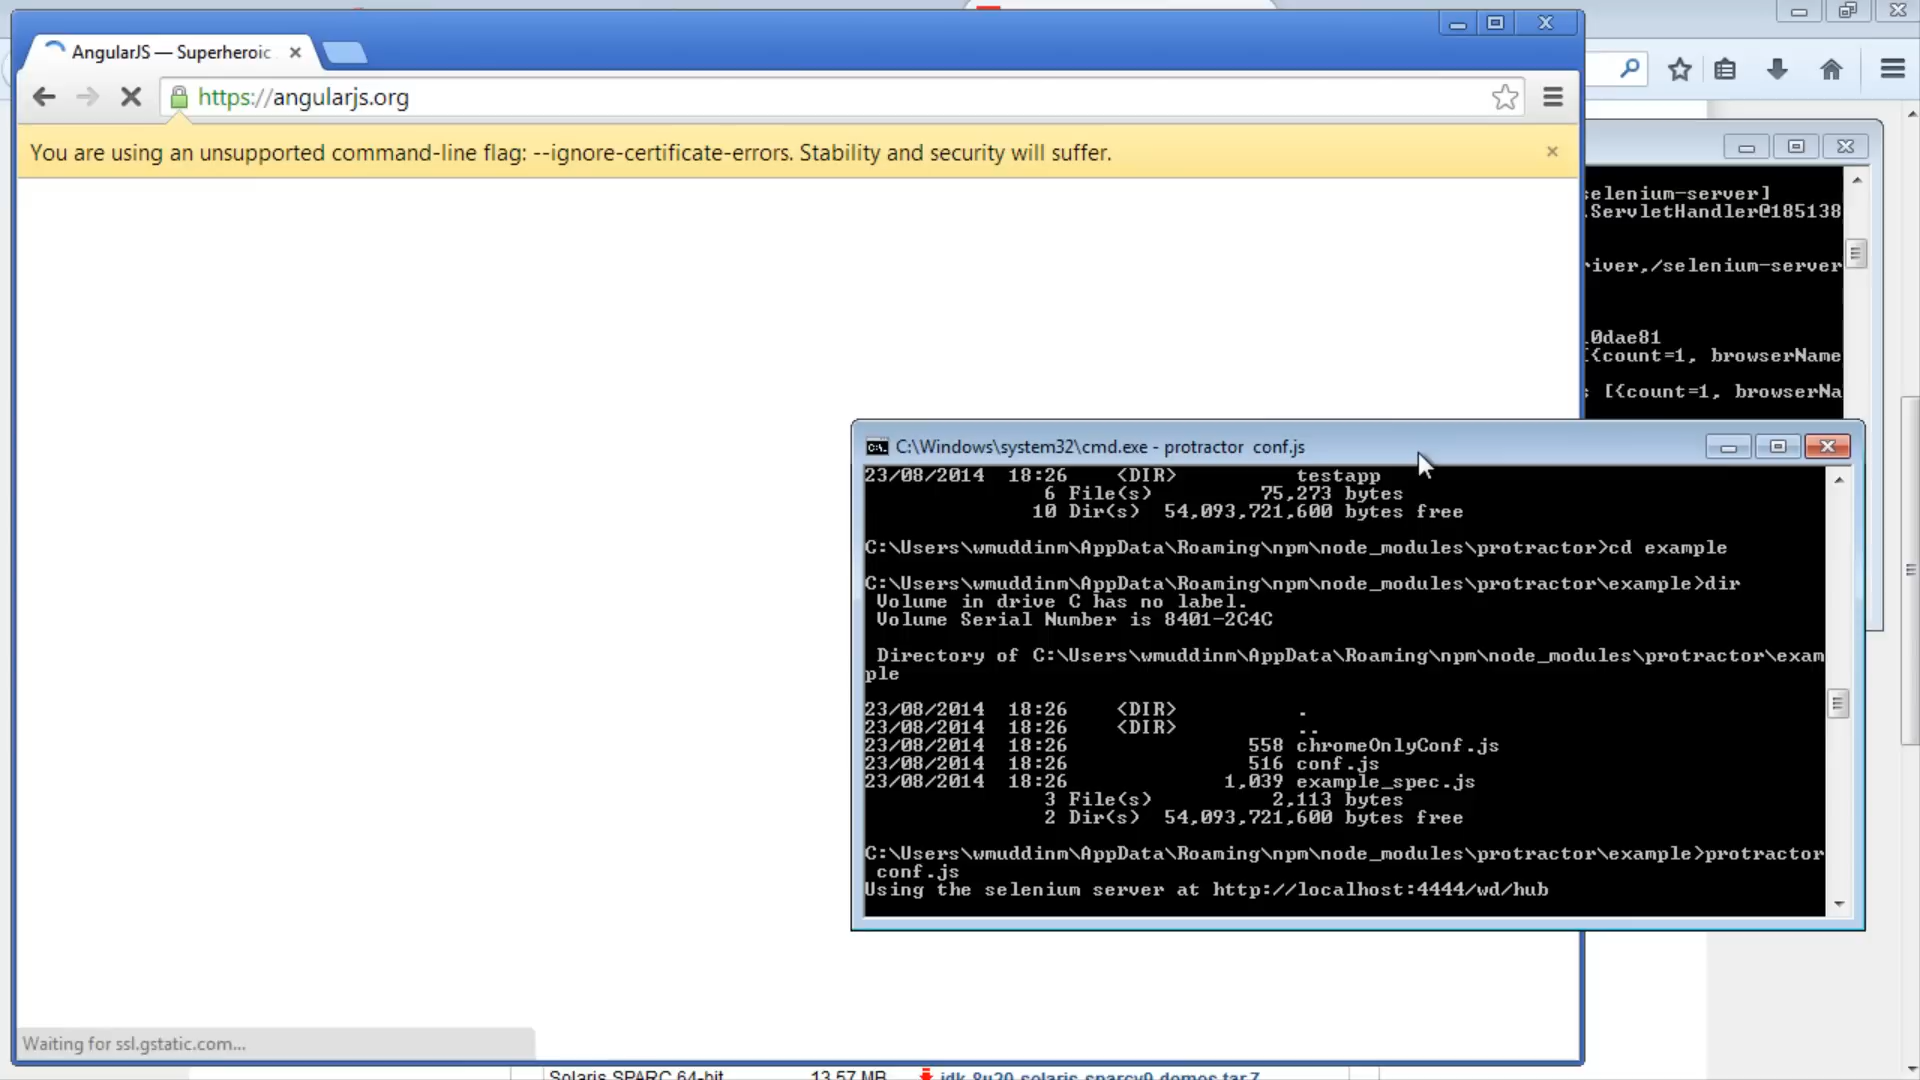 AngularJS — Superheroic
https://angularjs.org
You are using an unsupported command-line flag: --ignore-certificate-errors. Stability and security will suffer.
selenium-server]
.ServletHandler@185138
river,/selenium-server
0dae81
[{count=1, browserName
s [{count=1, browserNa
C:\Windows\system32\cmd.exe - protractor  conf.js
23/08/2014  18:26    <DIR>          testapp
6 File(s)         75,273 bytes
10 Dir(s)  54,093,721,600 bytes free
C:\Users\wmuddinm\AppData\Roaming\npm\node_modules\protractor>cd example
C:\Users\wmuddinm\AppData\Roaming\npm\node_modules\protractor\example>dir
Volume in drive C has no label.
Volume Serial Number is 8401-2C4C
Directory of C:\Users\wmuddinm\AppData\Roaming\npm\node_modules\protractor\exam
ple
23/08/2014  18:26    <DIR>          .
23/08/2014  18:26    <DIR>          ..
23/08/2014  18:26               558 chromeOnlyConf.js
23/08/2014  18:26               516 conf.js
23/08/2014  18:26             1,039 example_spec.js
3 File(s)          2,113 bytes
2 Dir(s)  54,093,721,600 bytes free
C:\Users\wmuddinm\AppData\Roaming\npm\node_modules\protractor\example>protractor
conf.js
Using the selenium server at http://localhost:4444/wd/hub
Waiting for ssl.gstatic.com...
Solaris SPARC 64-bit 13.57 MB jdk-8u20-solaris-sparcv9-demos.tar.Z